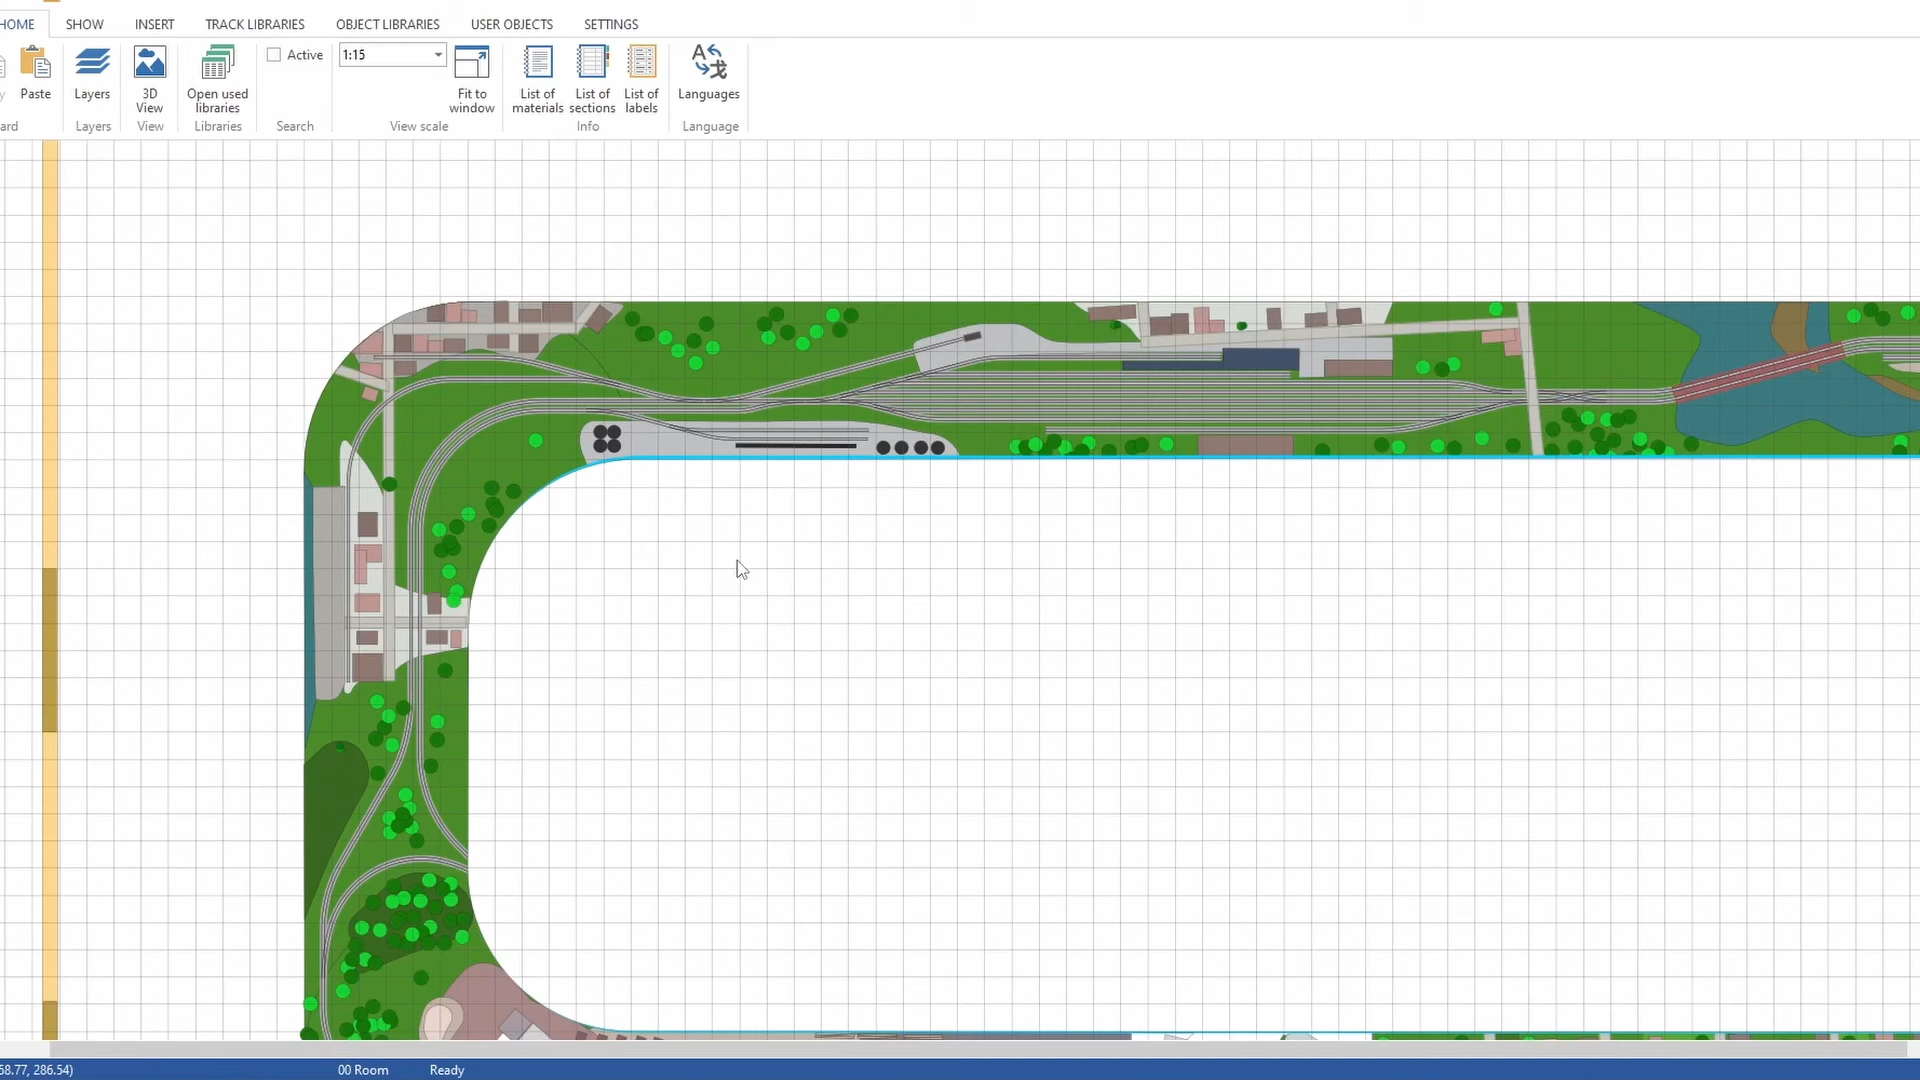 HOME SHOW INSERT TRACK LIBRARIES OBJECT LIBRARIES USER OBJECTS SETTINGS
y Paste Layers 3D View Open used libraries Active 1:15 Fit to window List of materials List of sections List of labels A Languages
ard Layers View Libraries Search View scale Info Language
58.77, 286.54) 00 Room Ready